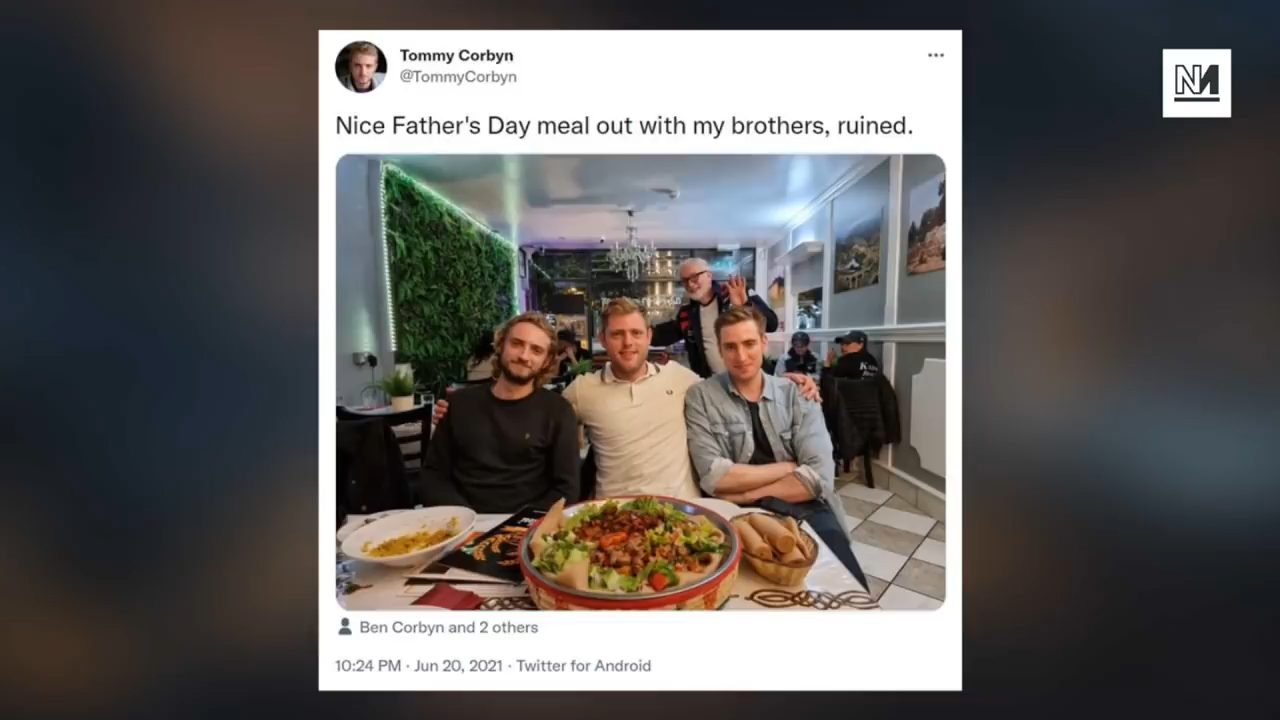 Tommy Corbyn
@TommyCorbyn
Nice Father's Day meal out with my brothers, ruined.
Ben Corbyn and 2 others
10:24 PM · Jun 20, 2021 · Twitter for Android
NM